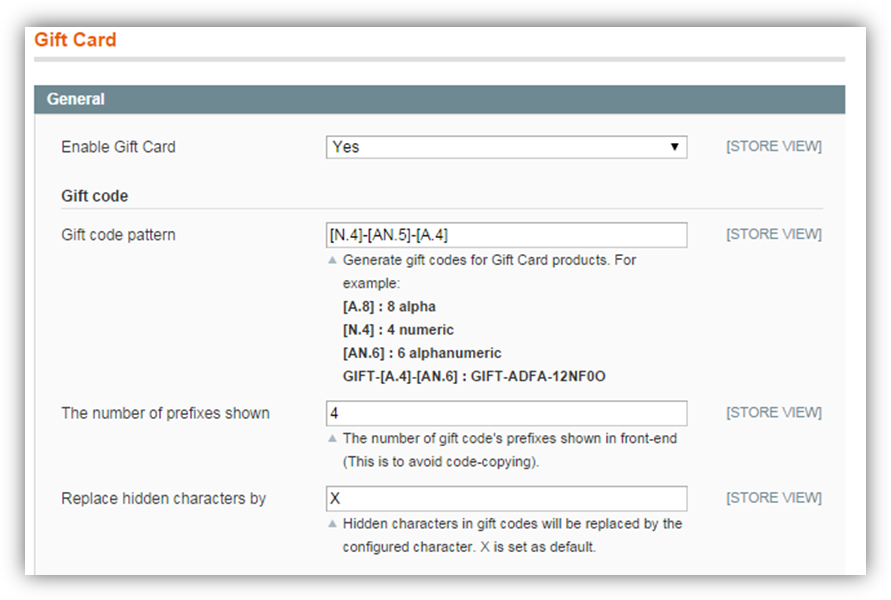 Gift Card
General
Enable Gift Card Yes [STORE VIEW]
Gift code
Gift code pattern [N.4]-[AN.5]-[A.4] [STORE VIEW]
Generate gift codes for Gift Card products. For
example:
[A.8] : 8 alpha
[N.4] : 4 numeric
[AN.6] : 6 alphanumeric
GIFT-[A.4]-[AN.6] : GIFT-ADFA-12NF0O
The number of prefixes shown 4 [STORE VIEW]
The number of gift code's prefixes shown in front-end
(This is to avoid code-copying).
Replace hidden characters by X [STORE VIEW]
Hidden characters in gift codes will be replaced by the
configured character. X is set as default.